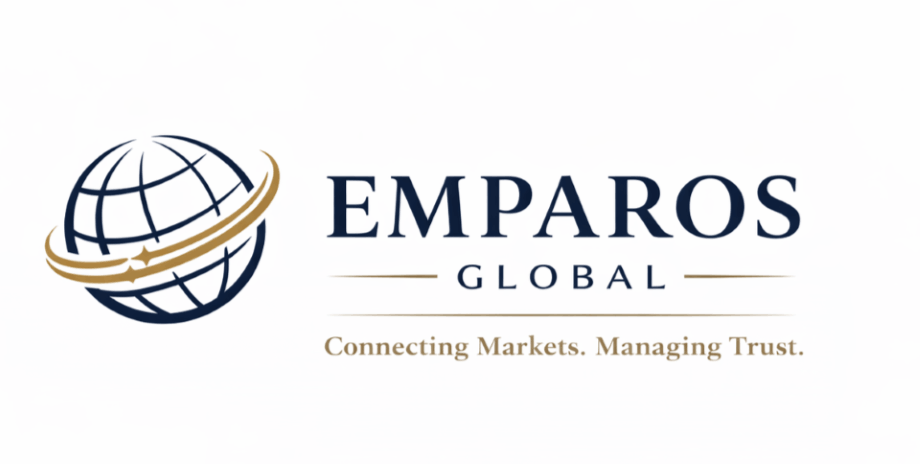 EMPAROS
GLOBAL
Connecting Markets. Managing Trust.